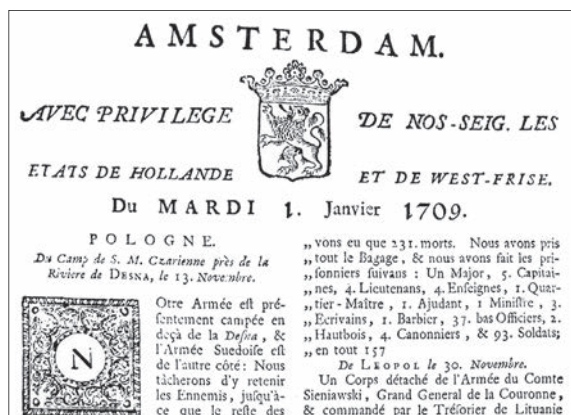 AMSTERDAM.
AVEC PRIVILEGE DE NOS-SEIG. LES
ETATS DE HOLLANDE ET DE WEST-FRISE.
Du MARDI 1. Janvier 1709.
POLOGNE.
Du Camp de S. M. Czarienne près de la
Riviere de DESNA, le 13. Novembre.
NOtre Armée eſt pré-
ſentement campée en
deçà de la Deſna, &
l'Armée Suedoiſe eſt
de l'autre côté: Nous
tâcherons d'y retenir
les Ennemis, juſqu'à-
ce que le reſte des
„ vons eu que 231. morts. Nous avons pris
„ tout le Bagage, & nous avons fait les pri-
„ ſonniers ſuivans : Un Major, 5. Capitai-
„ nes, 4. Lieutenans, 4. Enſeignes, 1. Quar-
„ tier-Maître, 1. Ajudant, 1 Miniſtre, 3.
„ Ecrivains, 1. Barbier, 37. bas Officiers, 2.
„ Hautbois, 4. Canonniers, & 93. Soldats;
„ en tout 157
De LEOPOL le 30. Novembre.
Un Corps détaché de l'Armée du Comte
Sieniawski, Grand General de la Couronne,
& commandé par le Tréſorier de Lituanie